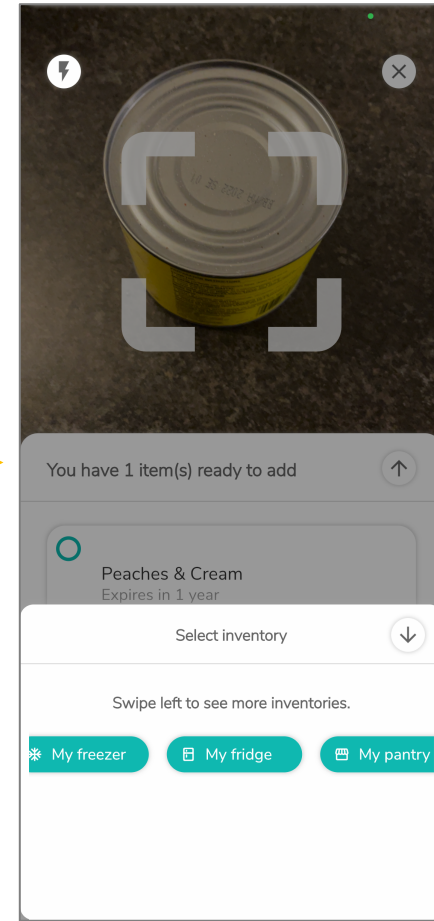 You have 1 item(s) ready to add
Peaches & Cream
Expires in 1 year
Select inventory
Swipe left to see more inventories.
My freezer
My fridge
My pantry